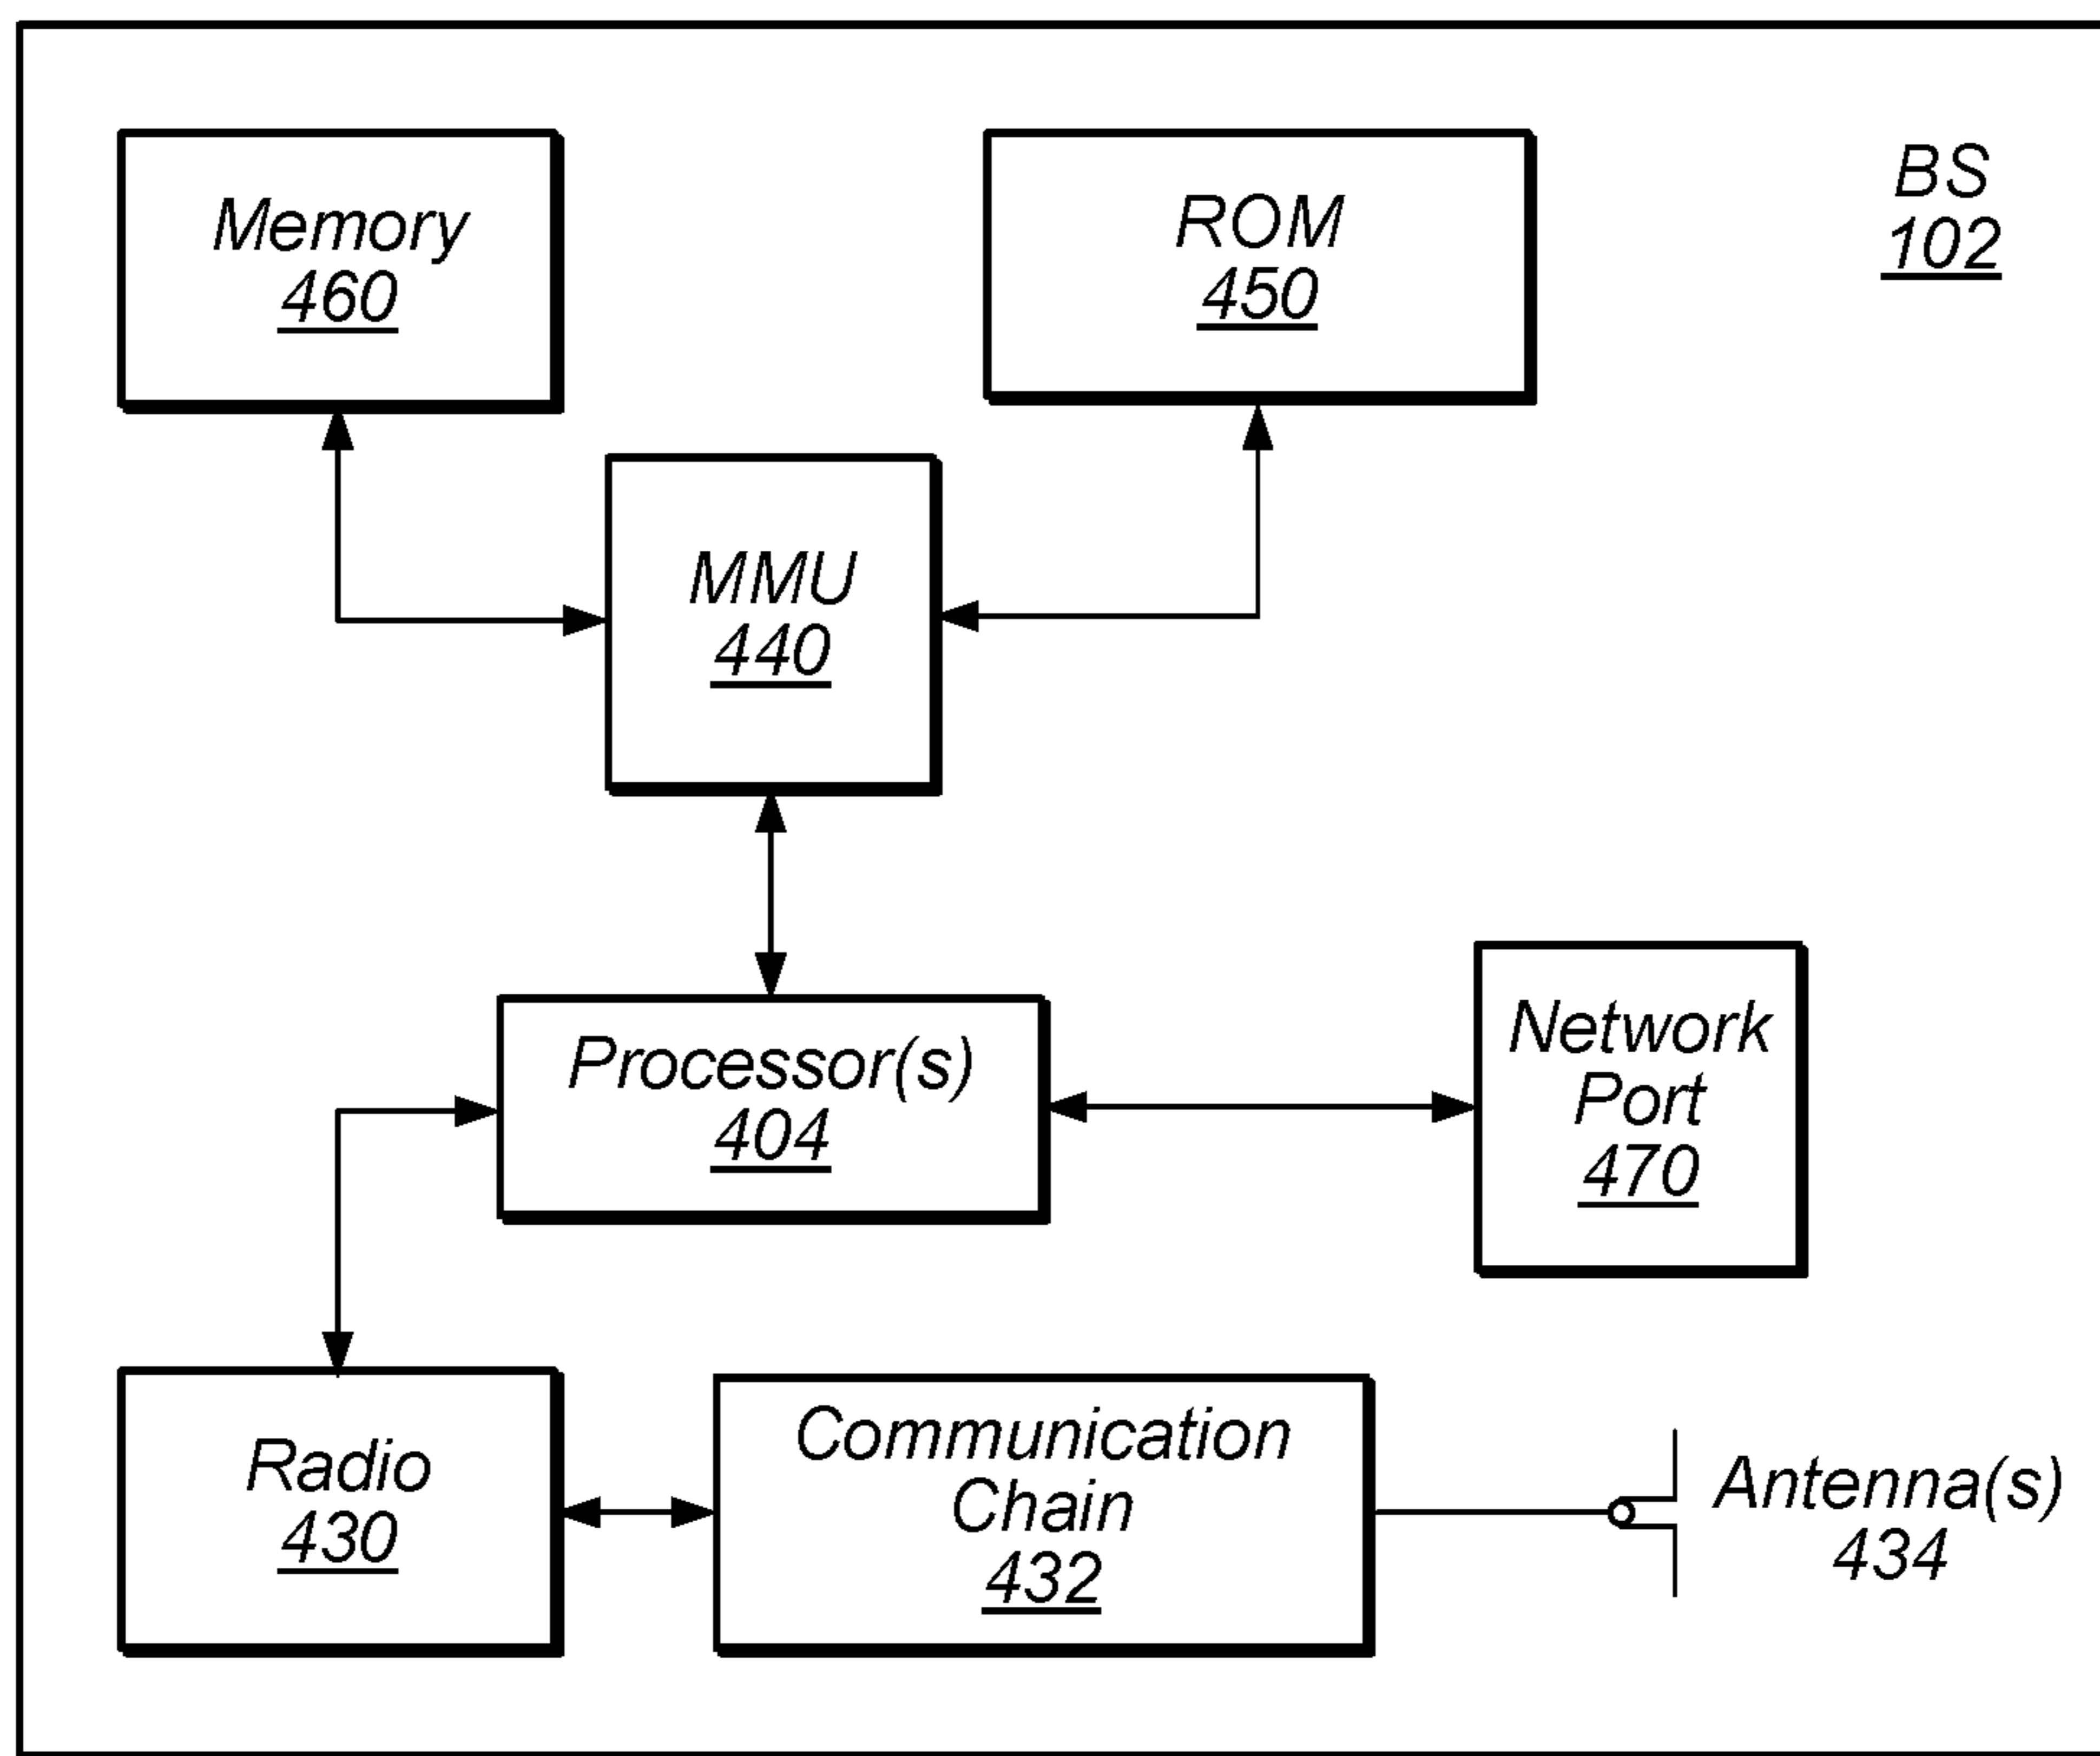 Memory
460
ROM
450
BS
102
MMU
440
Processor(s)
404
Network
Port
470
Radio
430
Communication
Chain
432
Antenna(s)
434